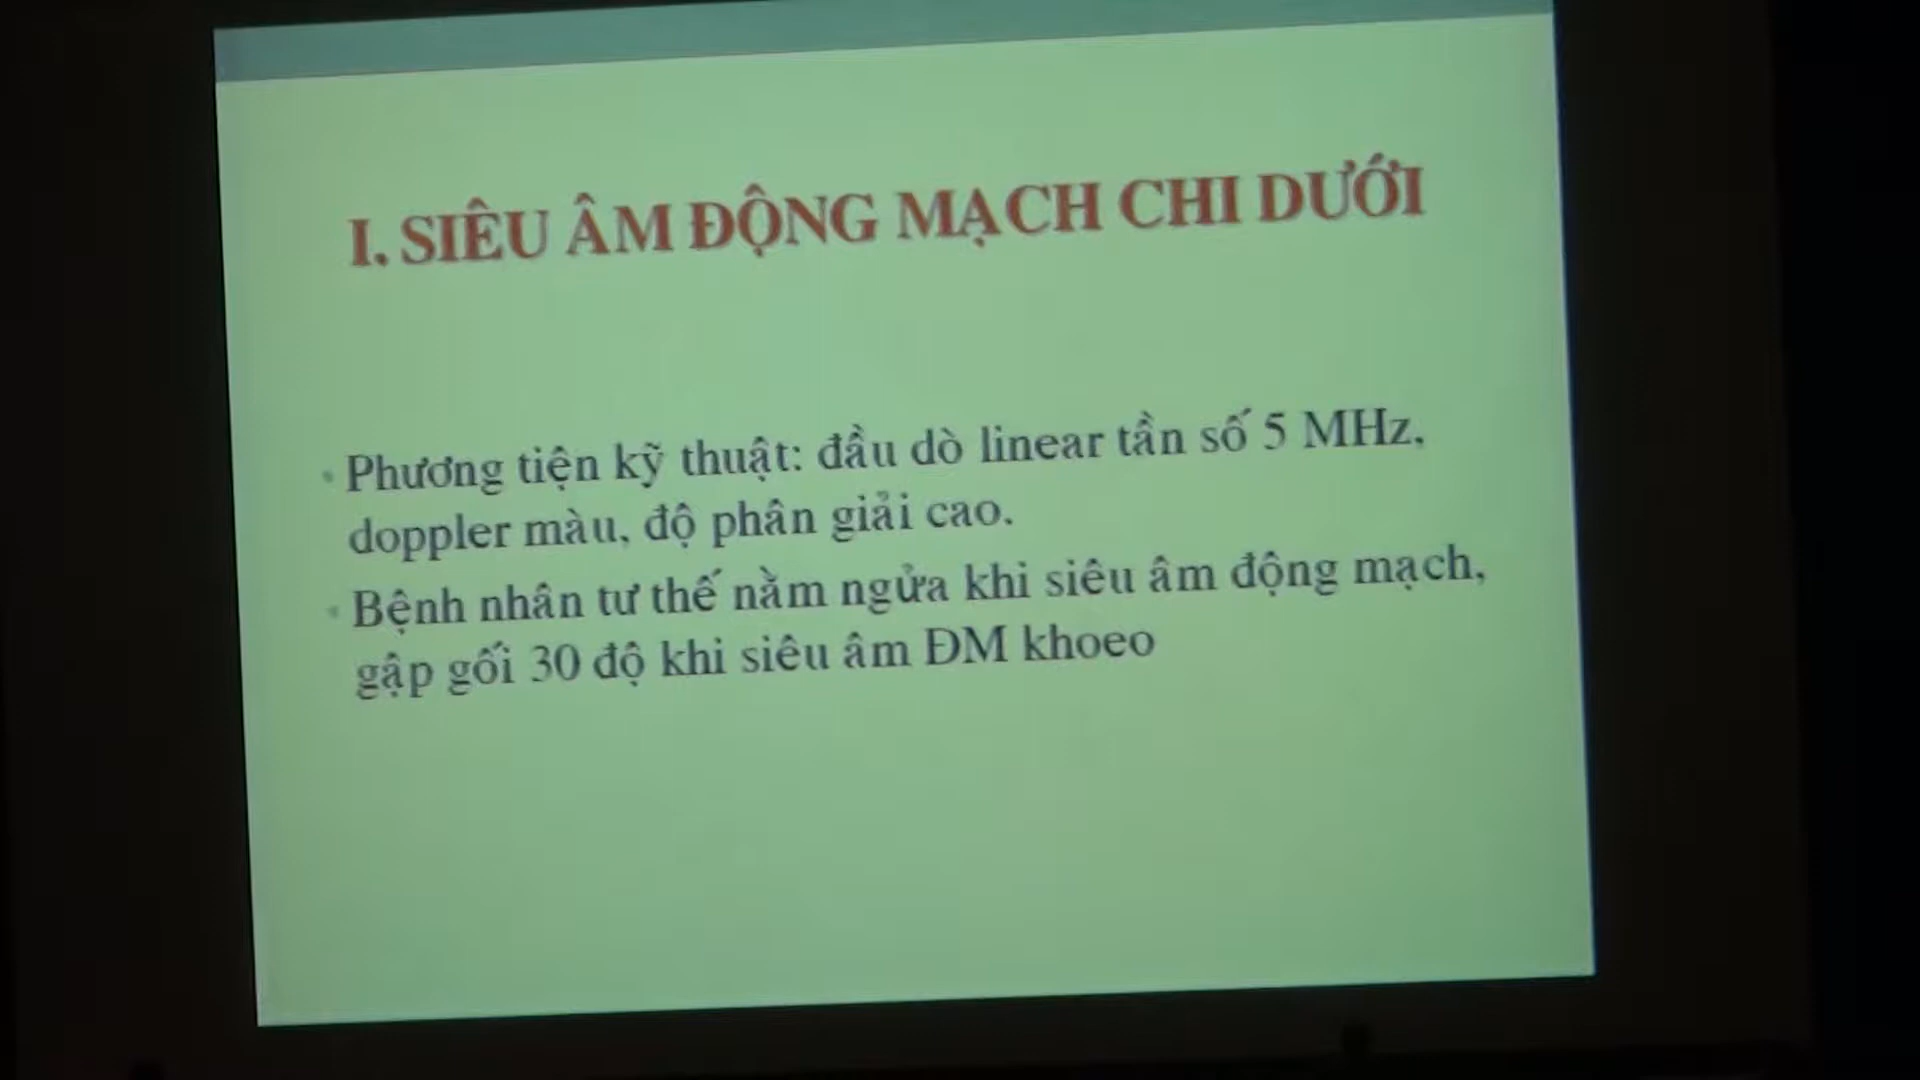 I. SIÊU ÂM ĐỘNG MẠCH CHI DƯỚI
Phương tiện kỹ thuật: đầu dò linear tần số 5 MHz,
doppler màu, độ phân giải cao.
Bệnh nhân tư thế nằm ngửa khi siêu âm động mạch,
gập gối 30 độ khi siêu âm ĐM khoeo